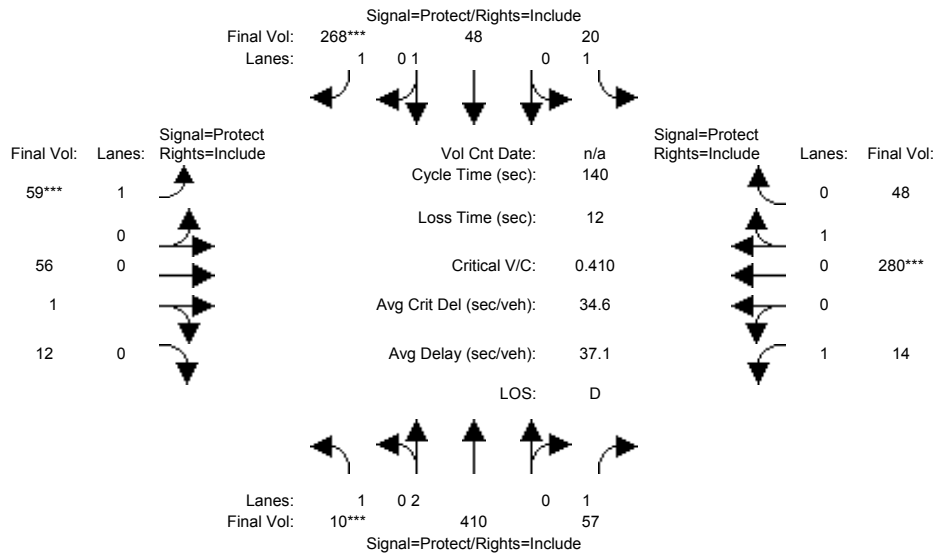 Signal=Protect/Rights=Include
Final Vol: 268*** 48 20
Lanes: 1 0 1 0 1
Signal=Protect Signal=Protect
Final Vol: Lanes: Rights=Include Vol Cnt Date: n/a Rights=Include Lanes: Final Vol:
Cycle Time (sec): 140
59*** 1 0 48
Loss Time (sec): 12
0 1
56 0 Critical V/C: 0.410 0 280***
1 Avg Crit Del (sec/veh): 34.6 0
12 0 Avg Delay (sec/veh): 37.1 1 14
LOS: D
Lanes: 1 0 2 0 1
Final Vol: 10*** 410 57
Signal=Protect/Rights=Include